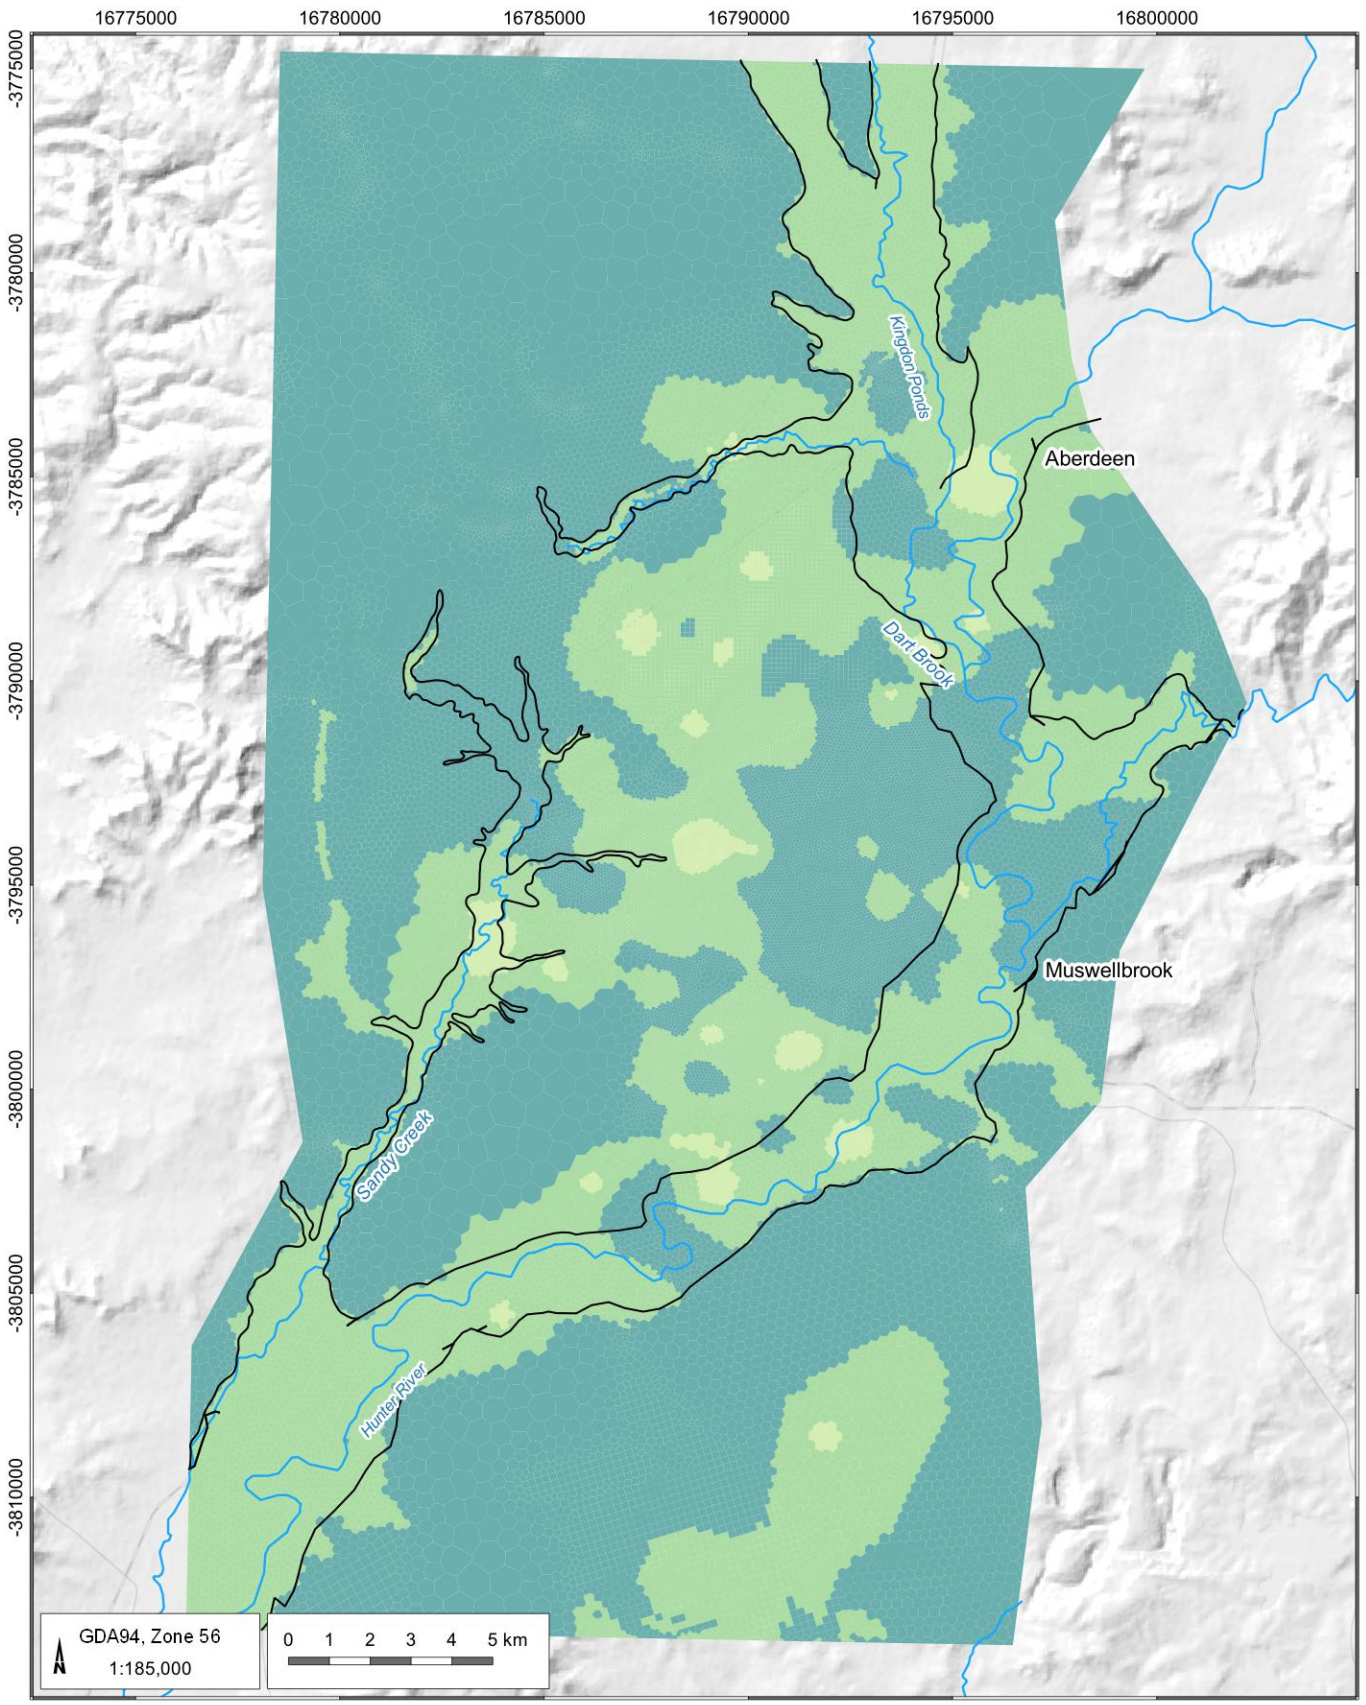 16775000 16780000 16785000 16790000 16795000 16800000
-3775000
-3780000
-3785000
-3790000
-3795000
-3800000
-3805000
-3810000
Kingdon Ponds
Aberdeen
Dart Brook
Muswellbrook
Sandy Creek
Hunter River
GDA94, Zone 56
1:185,000
N
0 1 2 3 4 5 km